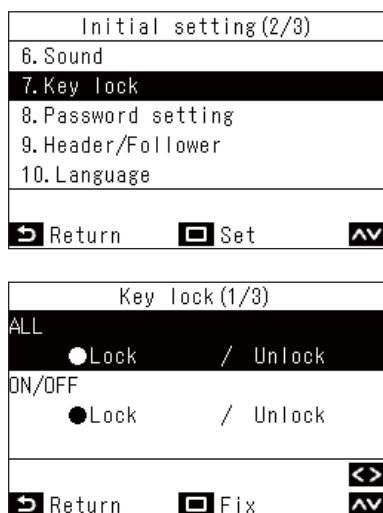 Initial setting(2/3)
6.Sound
7.Key lock
8.Password setting
9.Header/Follower
10.Language
Return Set
Key lock(1/3)
ALL
●Lock / Unlock
ON/OFF
●Lock / Unlock
Return Fix